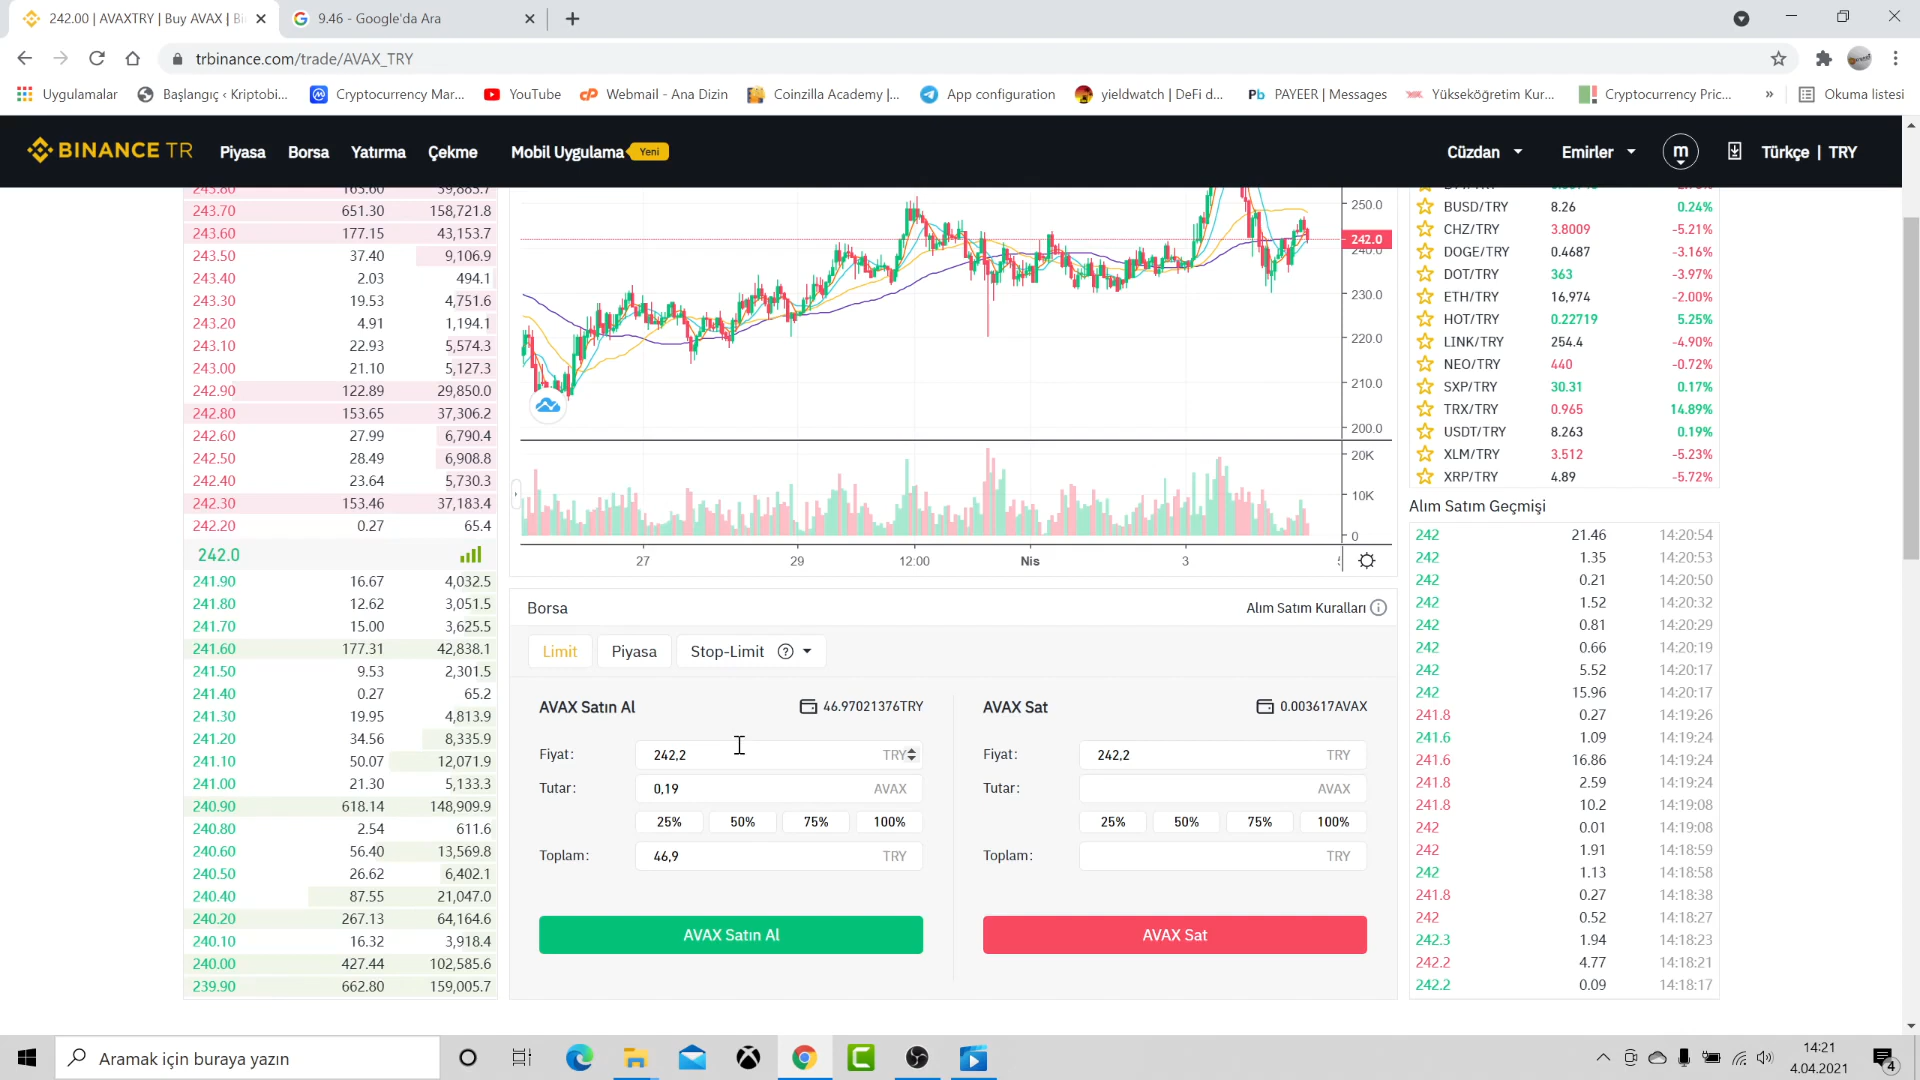 242.00 | AVAXTRY | Buy AVAX | Bi
9.46 - Google'da Ara
trbinance.com/trade/AVAX_TRY
Uygulamalar
Başlangıç ‹ Kriptobi...
Cryptocurrency Mar...
YouTube
Webmail - Ana Dizin
Coinzilla Academy |...
App configuration
yieldwatch | DeFi d...
PAYEER | Messages
Yükseköğretim Kur...
Cryptocurrency Pric...
»
Okuma listesi
BINANCE TR
Piyasa
Borsa
Yatırma
Çekme
Mobil Uygulama
Yeni
Cüzdan
Emirler
m
Türkçe | TRY
243.80 163.60 39,885.7
243.70 651.30 158,721.8
243.60 177.15 43,153.7
243.50 37.40 9,106.9
243.40 2.03 494.1
243.30 19.53 4,751.6
243.20 4.91 1,194.1
243.10 22.93 5,574.3
243.00 21.10 5,127.3
242.90 122.89 29,850.0
242.80 153.65 37,306.2
242.60 27.99 6,790.4
242.50 28.49 6,908.8
242.40 23.64 5,730.3
242.30 153.46 37,183.4
242.20 0.27 65.4
242.0
241.90 16.67 4,032.5
241.80 12.62 3,051.5
241.70 15.00 3,625.5
241.60 177.31 42,838.1
241.50 9.53 2,301.5
241.40 0.27 65.2
241.30 19.95 4,813.9
241.20 34.56 8,335.9
241.10 50.07 12,071.9
241.00 21.30 5,133.3
240.90 618.14 148,909.9
240.80 2.54 611.6
240.60 56.40 13,569.8
240.50 26.62 6,402.1
240.40 87.55 21,047.0
240.20 267.13 64,164.6
240.10 16.32 3,918.4
240.00 427.44 102,585.6
239.90 662.80 159,005.7
250.0
242.0
240.0
230.0
220.0
210.0
200.0
20K
10K
0
27 29 12:00 Nis 3
Borsa
Alım Satım Kuralları
Limit
Piyasa
Stop-Limit
AVAX Satın Al
46.97021376TRY
Fiyat: 242,2 TRY
Tutar: 0,19 AVAX
25% 50% 75% 100%
Toplam: 46,9 TRY
AVAX Satın Al
AVAX Sat
0.003617AVAX
Fiyat: 242,2 TRY
Tutar: AVAX
25% 50% 75% 100%
Toplam: TRY
AVAX Sat
BUSD/TRY 8.26 0.24%
CHZ/TRY 3.8009 -5.21%
DOGE/TRY 0.4687 -3.16%
DOT/TRY 363 -3.97%
ETH/TRY 16,974 -2.00%
HOT/TRY 0.22719 5.25%
LINK/TRY 254.4 -4.90%
NEO/TRY 440 -0.72%
SXP/TRY 30.31 0.17%
TRX/TRY 0.965 14.89%
USDT/TRY 8.263 0.19%
XLM/TRY 3.512 -5.23%
XRP/TRY 4.89 -5.72%
Alım Satım Geçmişi
242 21.46 14:20:54
242 1.35 14:20:53
242 0.21 14:20:50
242 1.52 14:20:32
242 0.81 14:20:29
242 0.66 14:20:19
242 5.52 14:20:17
242 15.96 14:20:17
241.8 0.27 14:19:26
241.6 1.09 14:19:24
241.6 16.86 14:19:24
241.8 2.59 14:19:24
241.8 10.2 14:19:08
242 0.01 14:19:08
242 1.91 14:18:59
242 1.13 14:18:58
241.8 0.27 14:18:38
242 0.52 14:18:27
242.3 1.94 14:18:23
242.2 4.77 14:18:21
242.2 0.09 14:18:17
Aramak için buraya yazın
14:21
4.04.2021
4